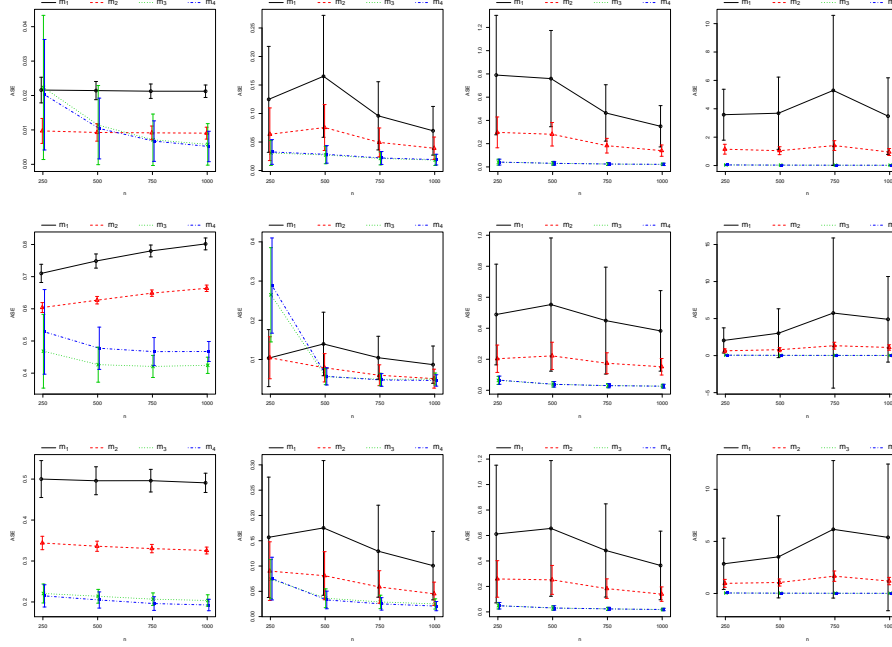 m1 m2 m3 m4
m1 m2 m3 m4
m1 m2 m3 m4
m1 m2 m3 m4
ASE
0.00 0.01 0.02 0.03 0.04
250 500 750 1000
n
ASE
0.00 0.05 0.10 0.15 0.20 0.25
250 500 750 1000
n
ASE
0.0 0.2 0.4 0.6 0.8 1.0 1.2
250 500 750 1000
n
ASE
0 2 4 6 8 10
250 500 750 1000
n
m1 m2 m3 m4
m1 m2 m3 m4
m1 m2 m3 m4
m1 m2 m3 m4
ASE
0.4 0.5 0.6 0.7 0.8
250 500 750 1000
n
ASE
0.1 0.2 0.3 0.4
250 500 750 1000
n
ASE
0.0 0.2 0.4 0.6 0.8 1.0
250 500 750 1000
n
ASE
-5 0 5 10 15
250 500 750 1000
n
m1 m2 m3 m4
m1 m2 m3 m4
m1 m2 m3 m4
m1 m2 m3 m4
ASE
0.2 0.3 0.4 0.5
250 500 750 1000
n
ASE
0.00 0.05 0.10 0.15 0.20 0.25 0.30
250 500 750 1000
n
ASE
0.0 0.2 0.4 0.6 0.8 1.0 1.2
250 500 750 1000
n
ASE
0 5 10
250 500 750 1000
n